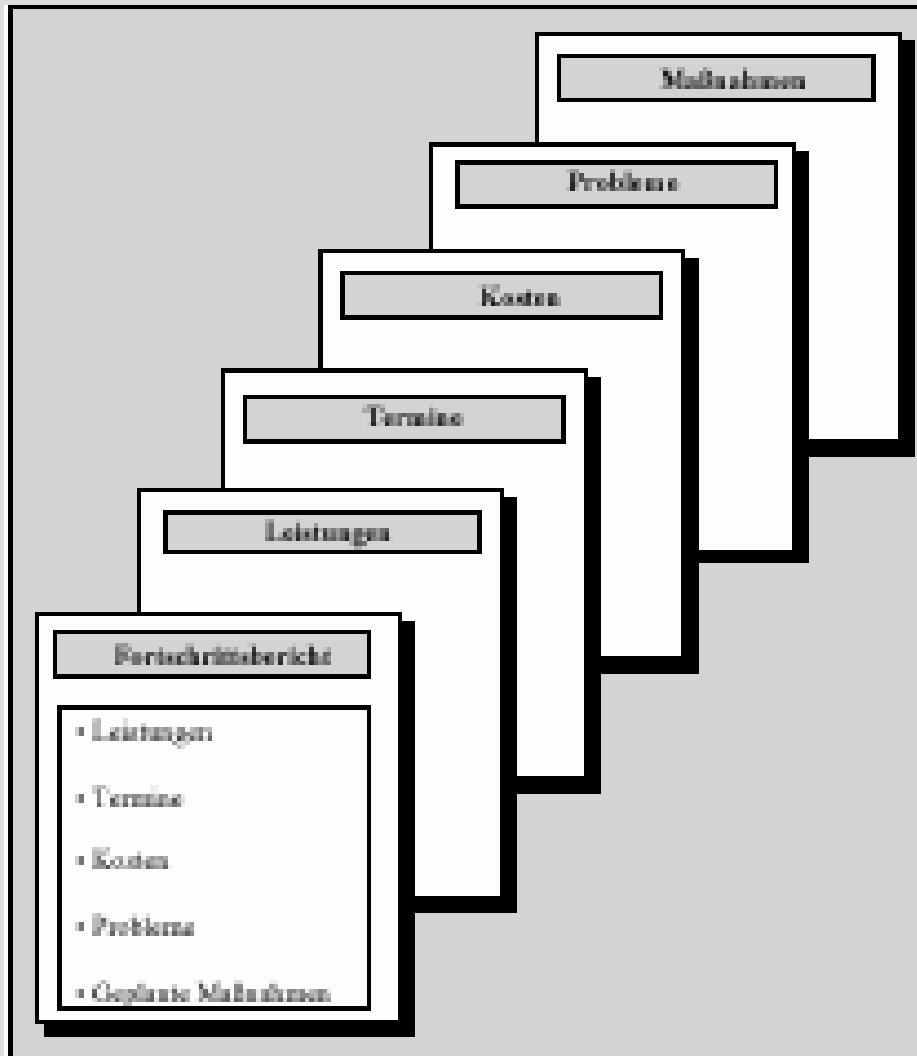 Maßnahmen
Probleme
Kosten
Termine
Leistungen
Fortschrittsbericht
• Leistungen
• Termine
• Kosten
• Probleme
• Geplante Maßnahmen